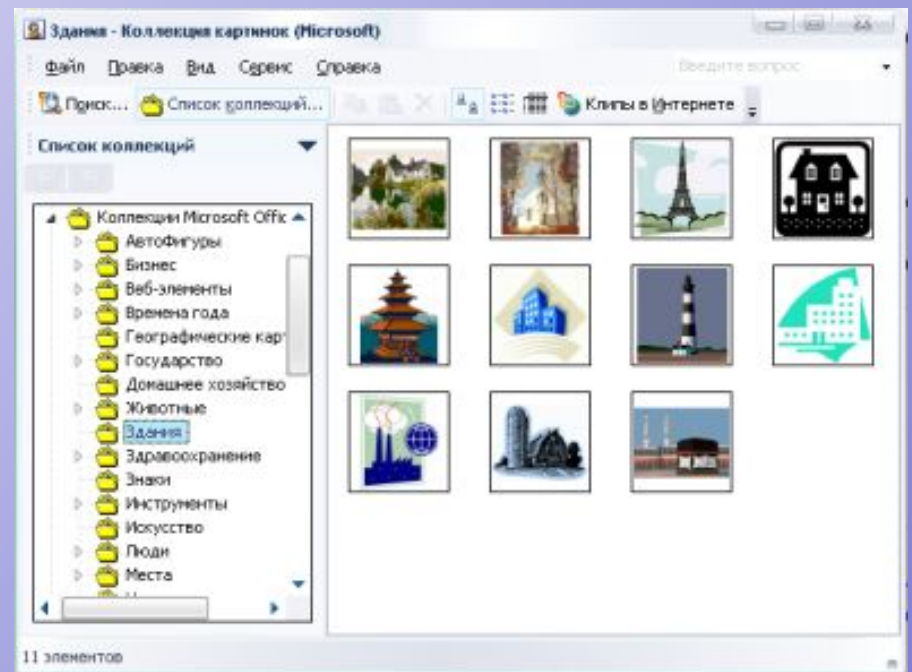 Здания - Коллекция картинок (Microsoft)
Файл Правка Вид Сервис Справка Введите вопрос
Поиск... Список коллекций... Клипы в Интернете
Список коллекций
Коллекции Microsoft Offic
АвтоФигуры
Бизнес
Веб-элементы
Времена года
Географические кар
Государство
Домашнее хозяйство
Животные
Здания
Здравоохранение
Знаки
Инструменты
Искусство
Люди
Места
11 элементов